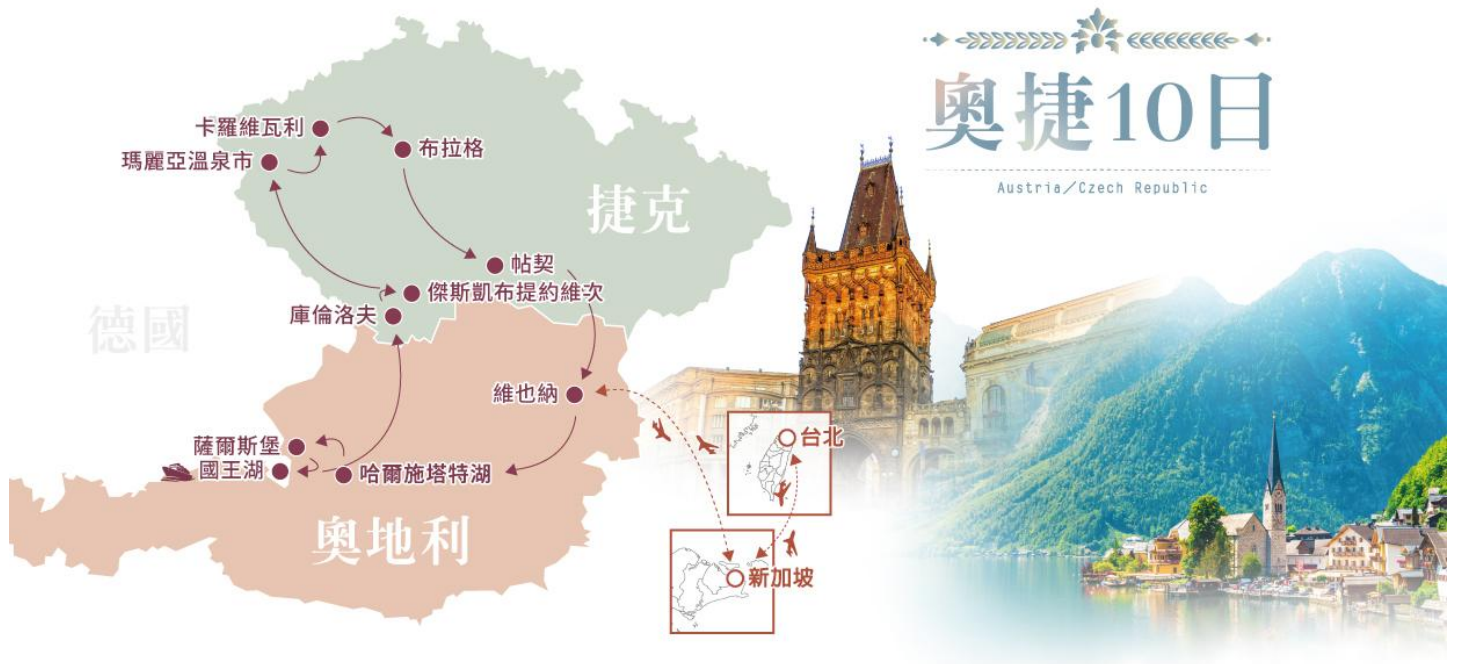 奧捷10日
Austria／Czech Republic
卡羅維瓦利
布拉格
瑪麗亞溫泉市
捷克
帖契
傑斯凱布提約維次
庫倫洛夫
德國
維也納
薩爾斯堡
國王湖
哈爾施塔特湖
台北
奧地利
新加坡